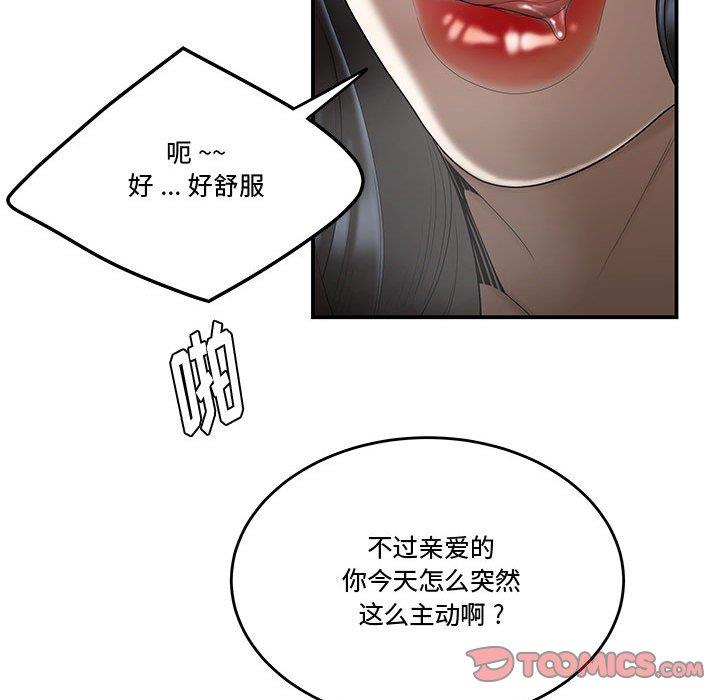 呃 ~~
好 ... 好舒服
啪
不过亲爱的
你今天怎么突然
这么主动啊？
TOOMICS.com